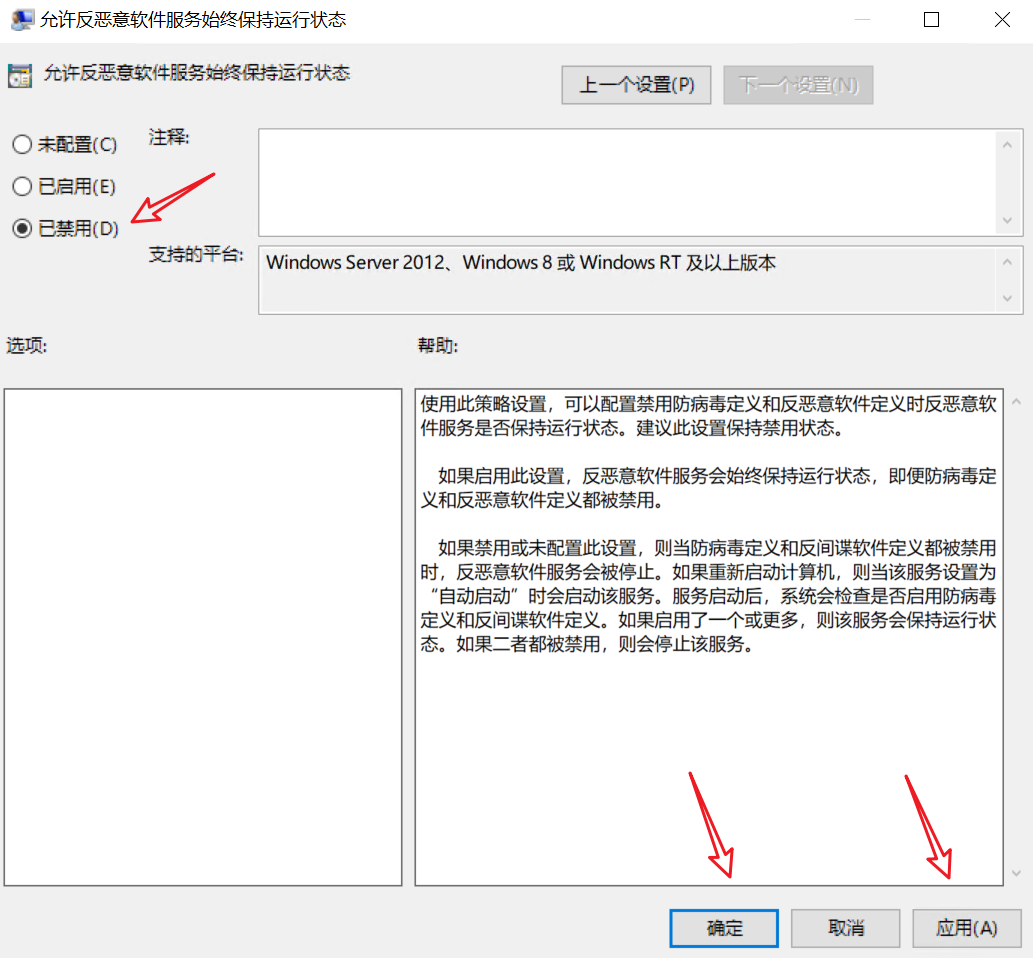 允许反恶意软件服务始终保持运行状态
允许反恶意软件服务始终保持运行状态
上一个设置(P)
下一个设置(N)
未配置(C)
注释:
已启用(E)
已禁用(D)
支持的平台:
Windows Server 2012、Windows 8 或 Windows RT 及以上版本
选项:
帮助:
使用此策略设置，可以配置禁用防病毒定义和反恶意软件定义时反恶意软
件服务是否保持运行状态。建议此设置保持禁用状态。
如果启用此设置，反恶意软件服务会始终保持运行状态，即便防病毒定
义和反恶意软件定义都被禁用。
如果禁用或未配置此设置，则当防病毒定义和反间谍软件定义都被禁用
时，反恶意软件服务会被停止。如果重新启动计算机，则当该服务设置为
“自动启动”时会启动该服务。服务启动后，系统会检查是否启用防病毒
定义和反间谍软件定义。如果启用了一个或更多，则该服务会保持运行状
态。如果二者都被禁用，则会停止该服务。
确定
取消
应用(A)